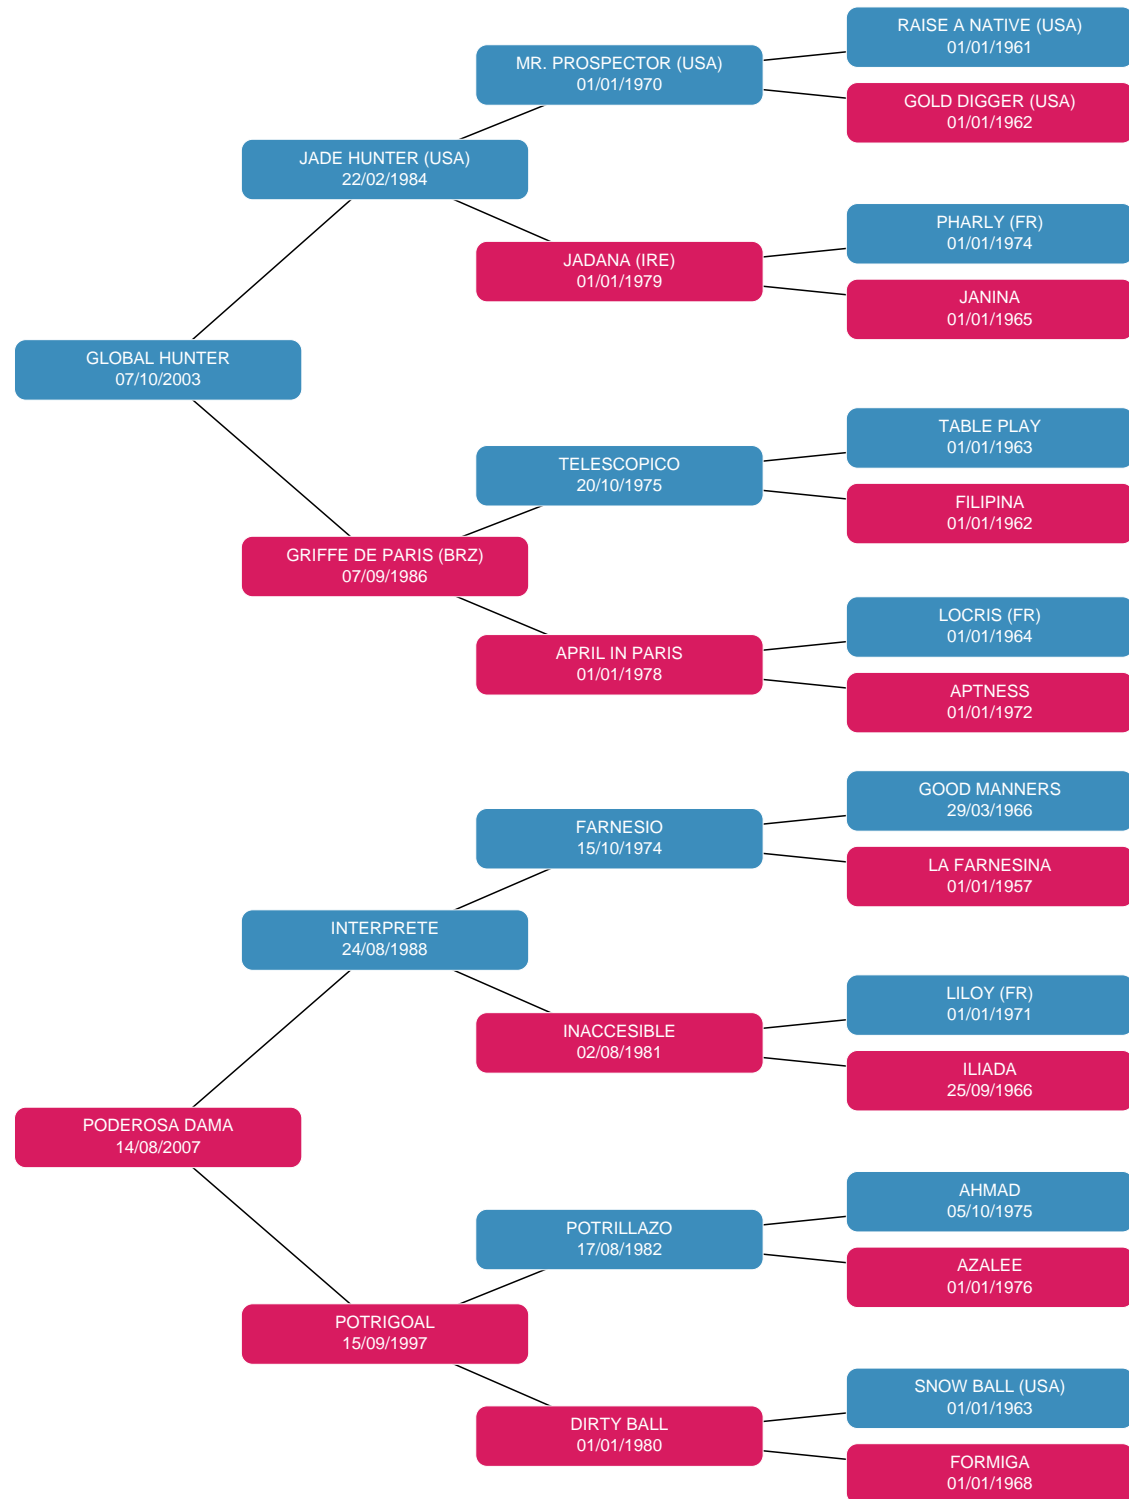 RAISE A NATIVE (USA)
01/01/1961
MR. PROSPECTOR (USA)
01/01/1970
GOLD DIGGER (USA)
01/01/1962
JADE HUNTER (USA)
22/02/1984
PHARLY (FR)
01/01/1974
JADANA (IRE)
01/01/1979
JANINA
01/01/1965
GLOBAL HUNTER
07/10/2003
TABLE PLAY
01/01/1963
TELESCOPICO
20/10/1975
FILIPINA
01/01/1962
GRIFFE DE PARIS (BRZ)
07/09/1986
LOCRIS (FR)
01/01/1964
APRIL IN PARIS
01/01/1978
APTNESS
01/01/1972
GOOD MANNERS
29/03/1966
FARNESIO
15/10/1974
LA FARNESINA
01/01/1957
INTERPRETE
24/08/1988
LILOY (FR)
01/01/1971
INACCESIBLE
02/08/1981
ILIADA
25/09/1966
PODEROSA DAMA
14/08/2007
AHMAD
05/10/1975
POTRILLAZO
17/08/1982
AZALEE
01/01/1976
POTRIGOAL
15/09/1997
SNOW BALL (USA)
01/01/1963
DIRTY BALL
01/01/1980
FORMIGA
01/01/1968